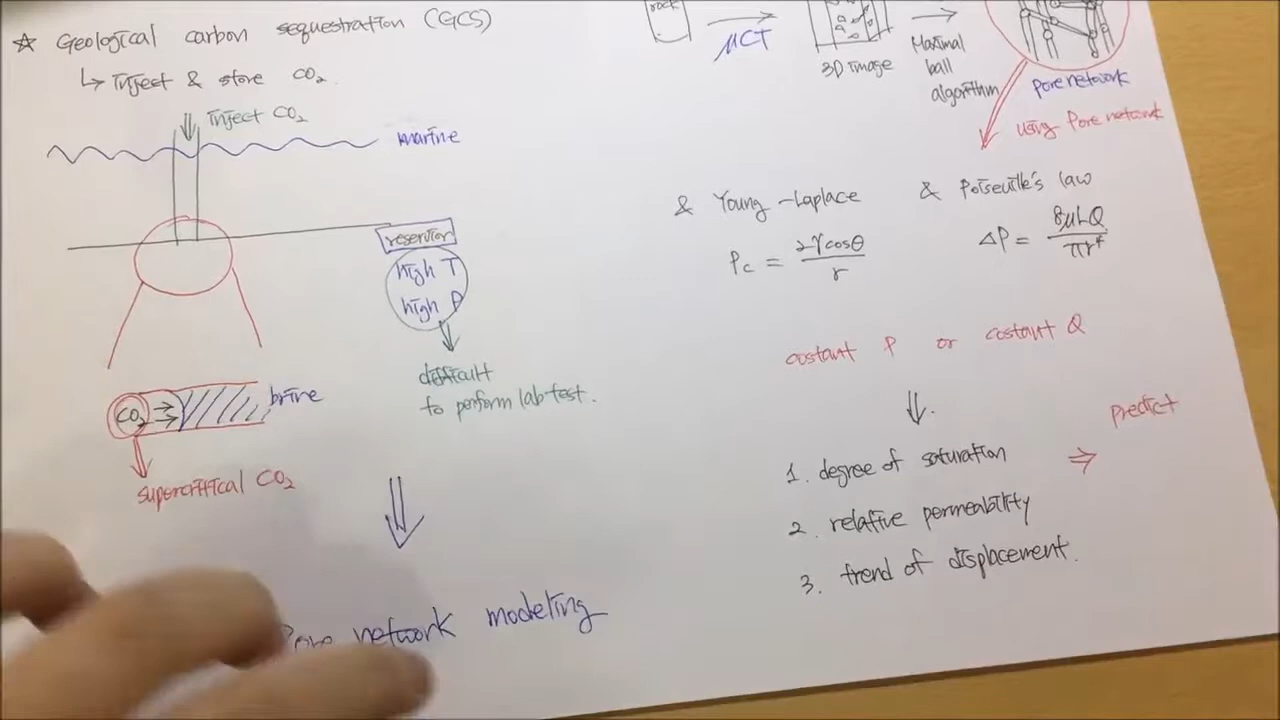 ☆ Geological carbon sequestration (GCS)
↳ inject & store CO₂
inject CO₂
marine
reservior
high T
high P
difficult
to perform lab test.
CO₂
brine
supercritical CO₂
Pore network modeling
rock
μCT
3D image
Maximal
ball
algorithm
pore network
using Pore network
& Young-Laplace
Pc = 2γcosθ / r
& Poiseuille's law
ΔP = 8μLQ / πr⁴
costant P or costant Q
1. degree of saturation
2. relative permeability
3. trend of displacement.
⇒ predict